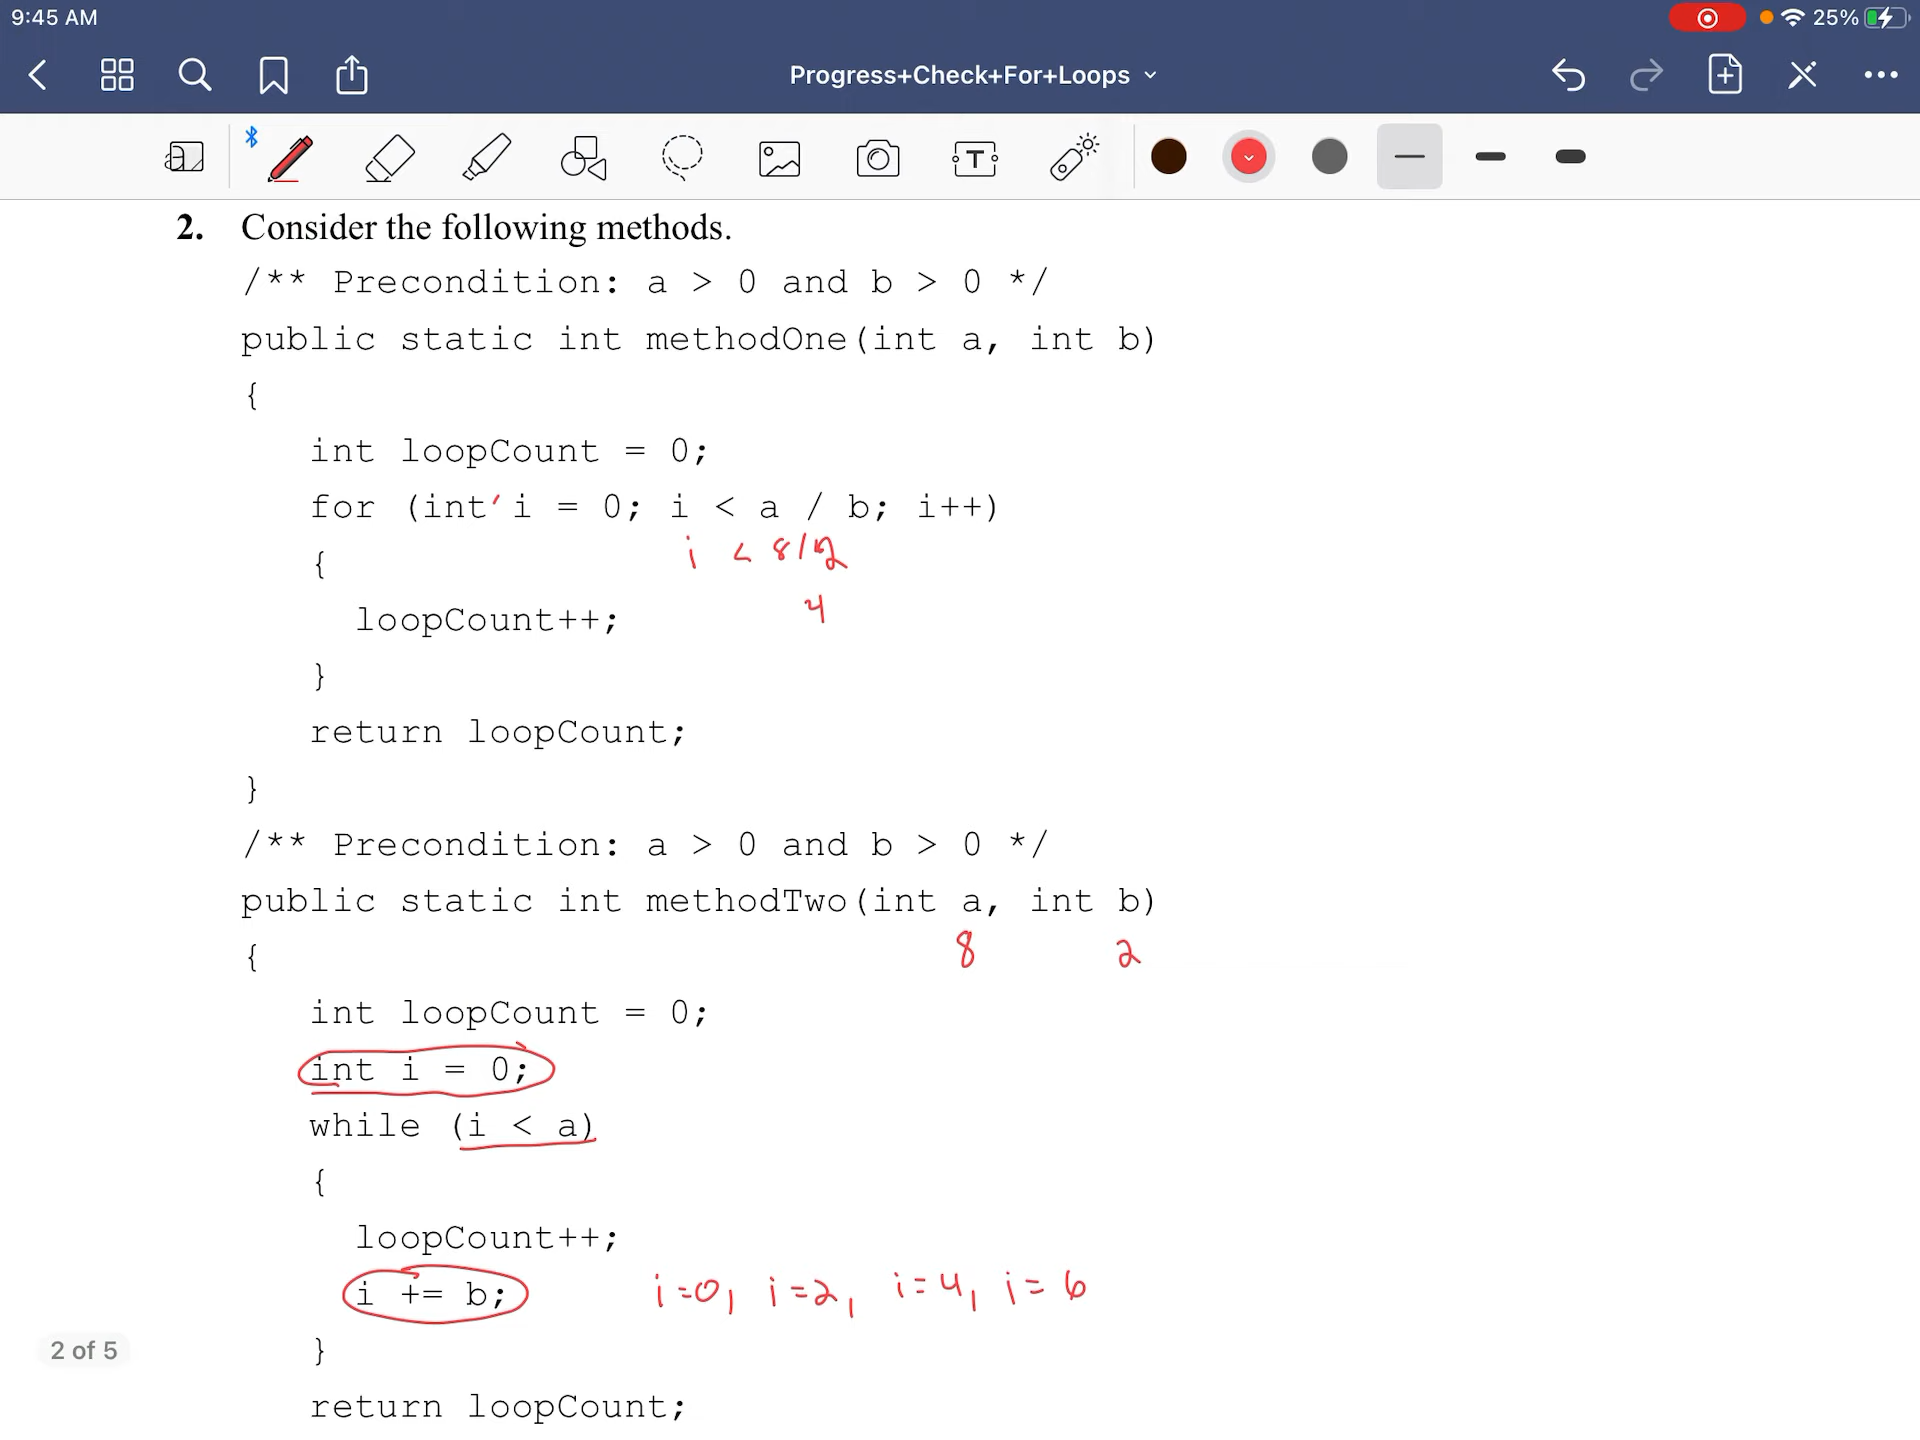 9:45 AM
25%
Progress+Check+For+Loops
a
T
2. Consider the following methods.
/** Precondition: a > 0 and b > 0 */
public static int methodOne(int a, int b)
{
int loopCount = 0;
for (int i = 0; i < a / b; i++)
i < 8/2
{
4
loopCount++;
}
return loopCount;
}
/** Precondition: a > 0 and b > 0 */
public static int methodTwo(int a, int b)
8 2
{
int loopCount = 0;
int i = 0;
while (i < a)
{
loopCount++;
i += b; i=0, i=2, i=4, i=6
}
2 of 5
return loopCount;